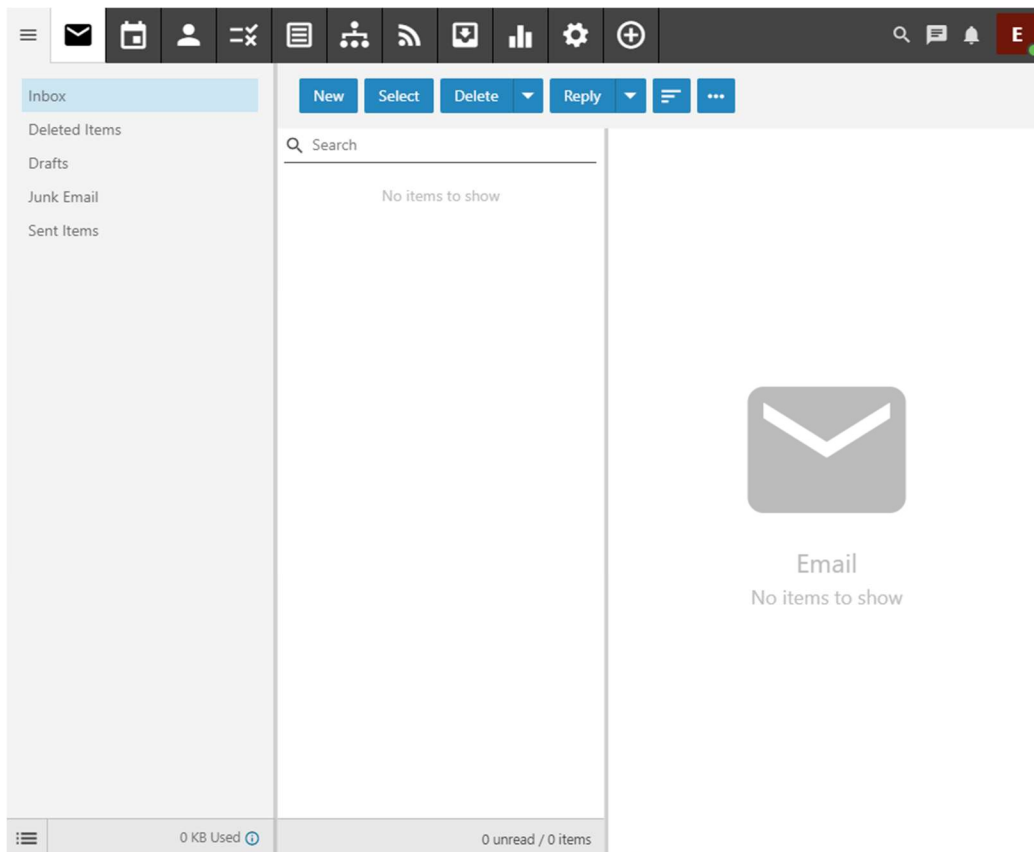 E
Inbox
Deleted Items
Drafts
Junk Email
Sent Items
New
Select
Delete
Reply
Search
No items to show
Email
No items to show
0 KB Used
0 unread / 0 items